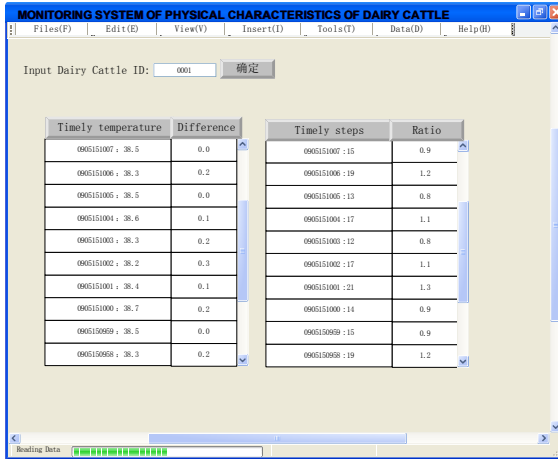 MONITORING SYSTEM OF PHYSICAL CHARACTERISTICS OF DAIRY CATTLE
Files(F) Edit(E) View(V) Insert(I) Tools(T) Data(D) Help(H)
Input Dairy Cattle ID: 0001 确定
Timely temperature Difference Timely steps Ratio
0905151007: 38.5 0.0 0905151007:15 0.9
0905151006: 38.3 0.2 0905151006:19 1.2
0905151005: 38.5 0.0 0905151005:13 0.8
0905151004: 38.6 0.1 0905151004:17 1.1
0905151003: 38.3 0.2 0905151003:12 0.8
0905151002: 38.2 0.3 0905151002:17 1.1
0905151001: 38.4 0.1 0905151001:21 1.3
0905151000: 38.7 0.2 0905151000:14 0.9
0905150959: 38.5 0.0 0905150959:15 0.9
0905150958: 38.3 0.2 0905150958:19 1.2
Reading Data